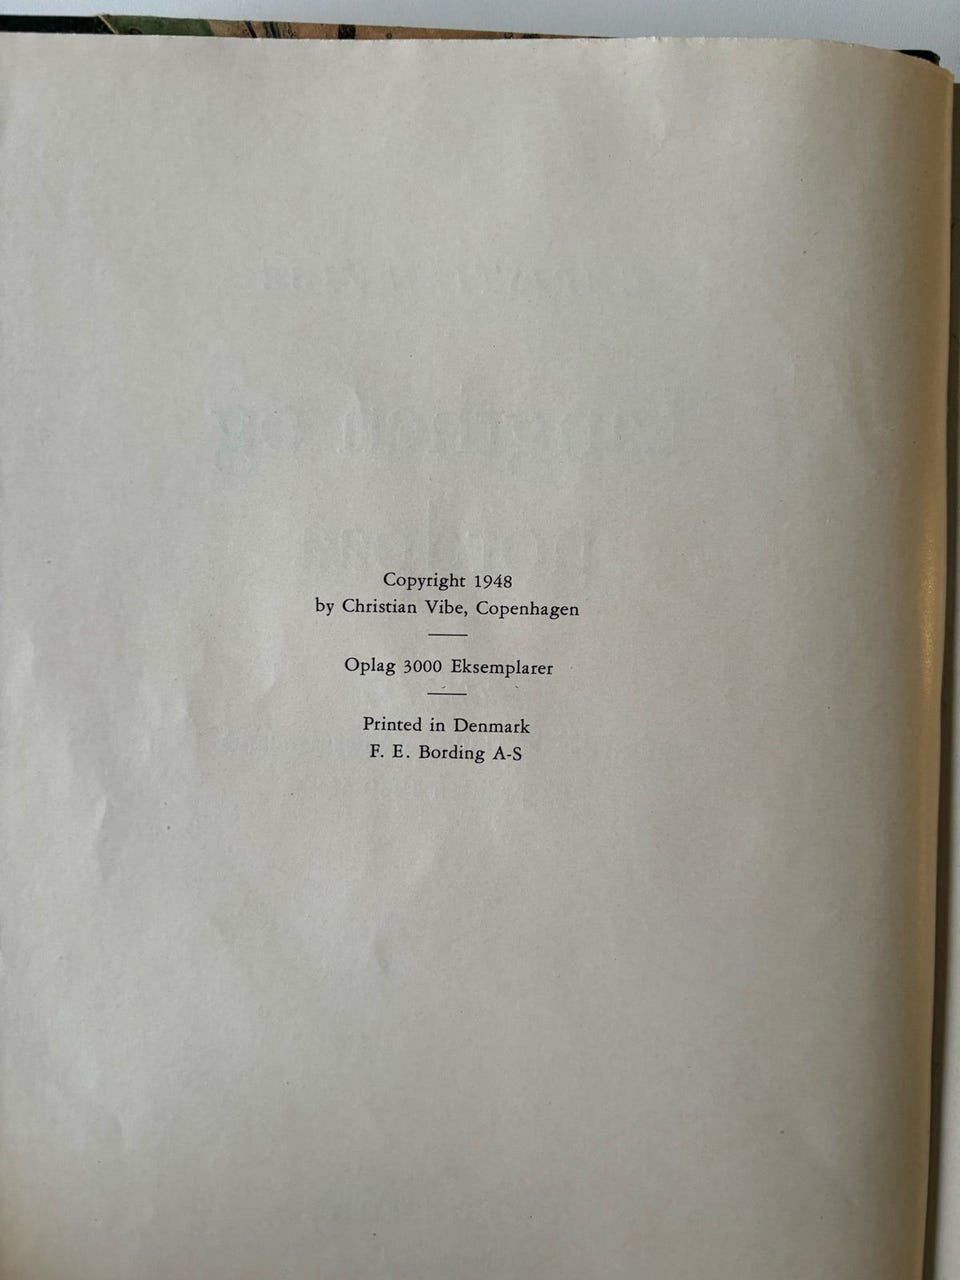 Copyright 1948
by Christian Vibe, Copenhagen
Oplag 3000 Eksemplarer
Printed in Denmark
F. E. Bording A-S